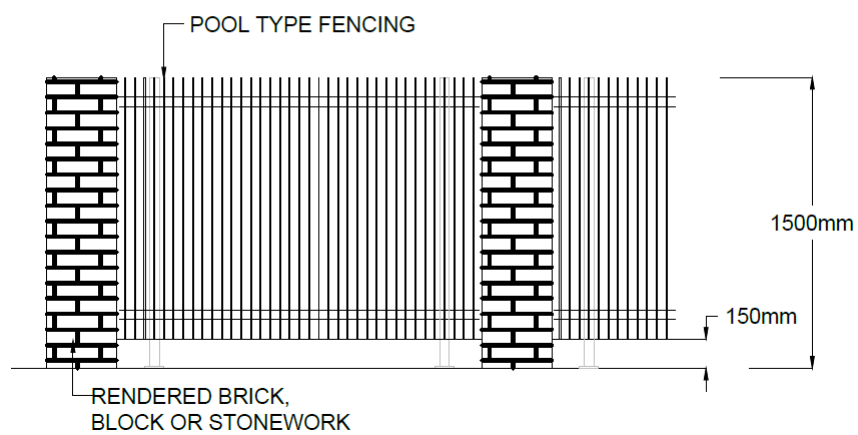 POOL TYPE FENCING
1500mm
150mm
RENDERED BRICK,
BLOCK OR STONEWORK